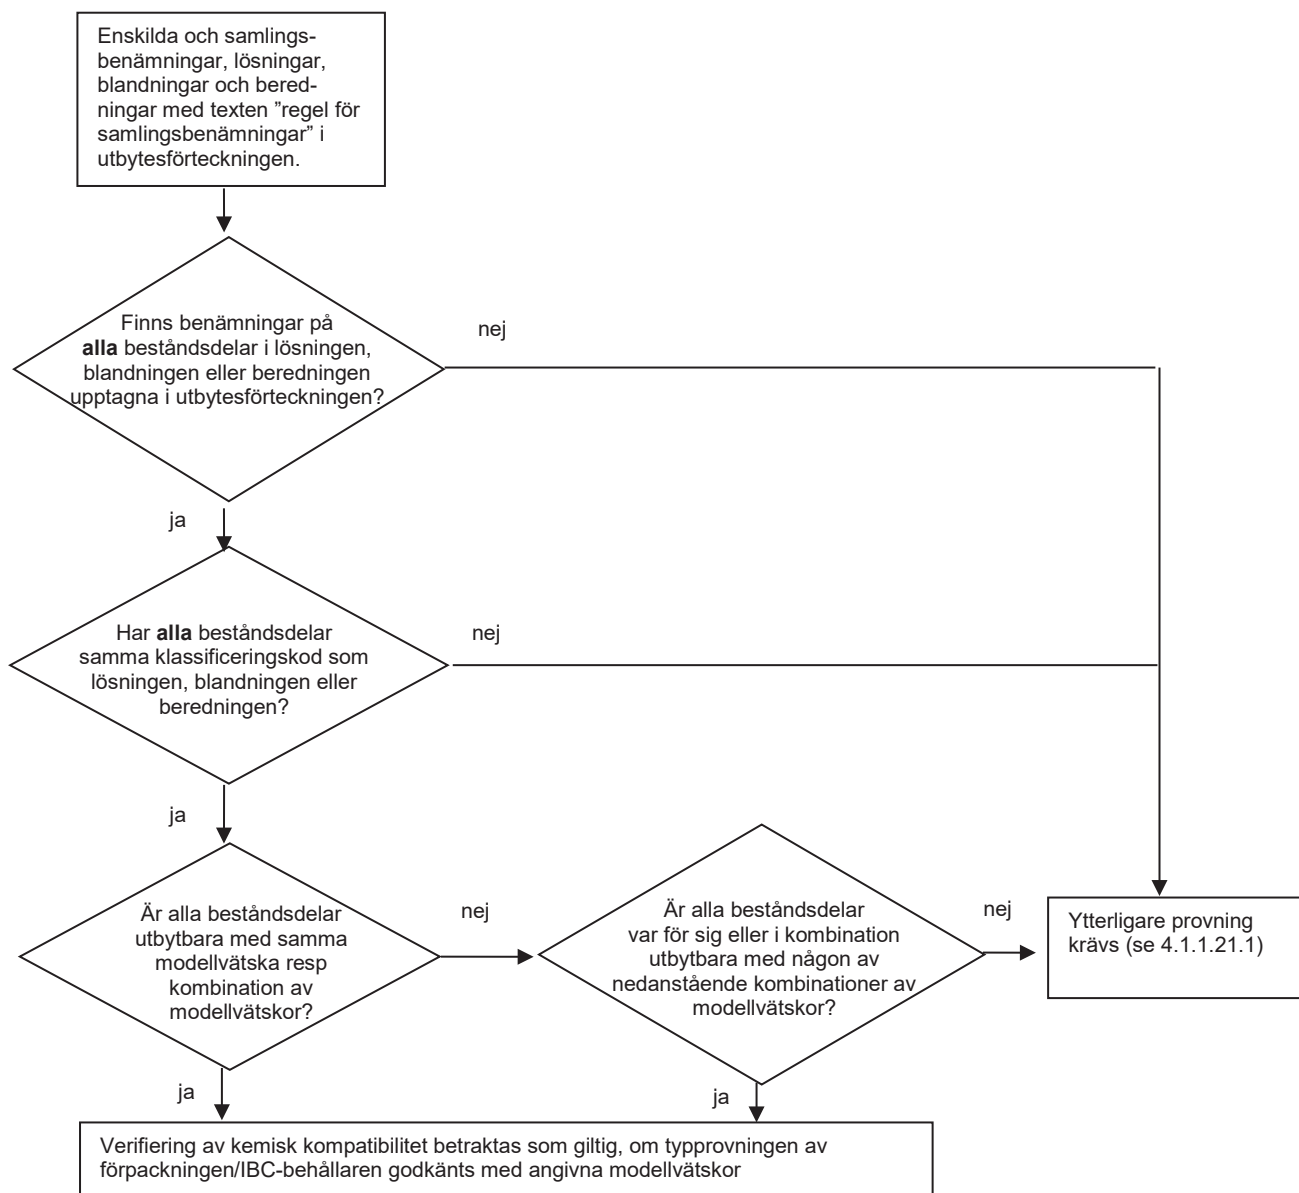 Enskilda och samlings-
benämningar, lösningar,
blandningar och bered-
ningar med texten ”regel för
samlingsbenämningar” i
utbytesförteckningen.
Finns benämningar på
alla beståndsdelar i lösningen,
blandningen eller beredningen
upptagna i utbytesförteckningen?
nej
ja
Har alla beståndsdelar
samma klassificeringskod som
lösningen, blandningen eller
beredningen?
nej
ja
Är alla beståndsdelar
utbytbara med samma
modellvätska resp
kombination av
modellvätskor?
nej
Är alla beståndsdelar
var för sig eller i kombination
utbytbara med någon av
nedanstående kombinationer av
modellvätskor?
nej
Ytterligare provning
krävs (se 4.1.1.21.1)
ja
ja
Verifiering av kemisk kompatibilitet betraktas som giltig, om typprovningen av
förpackningen/IBC-behållaren godkänts med angivna modellvätskor